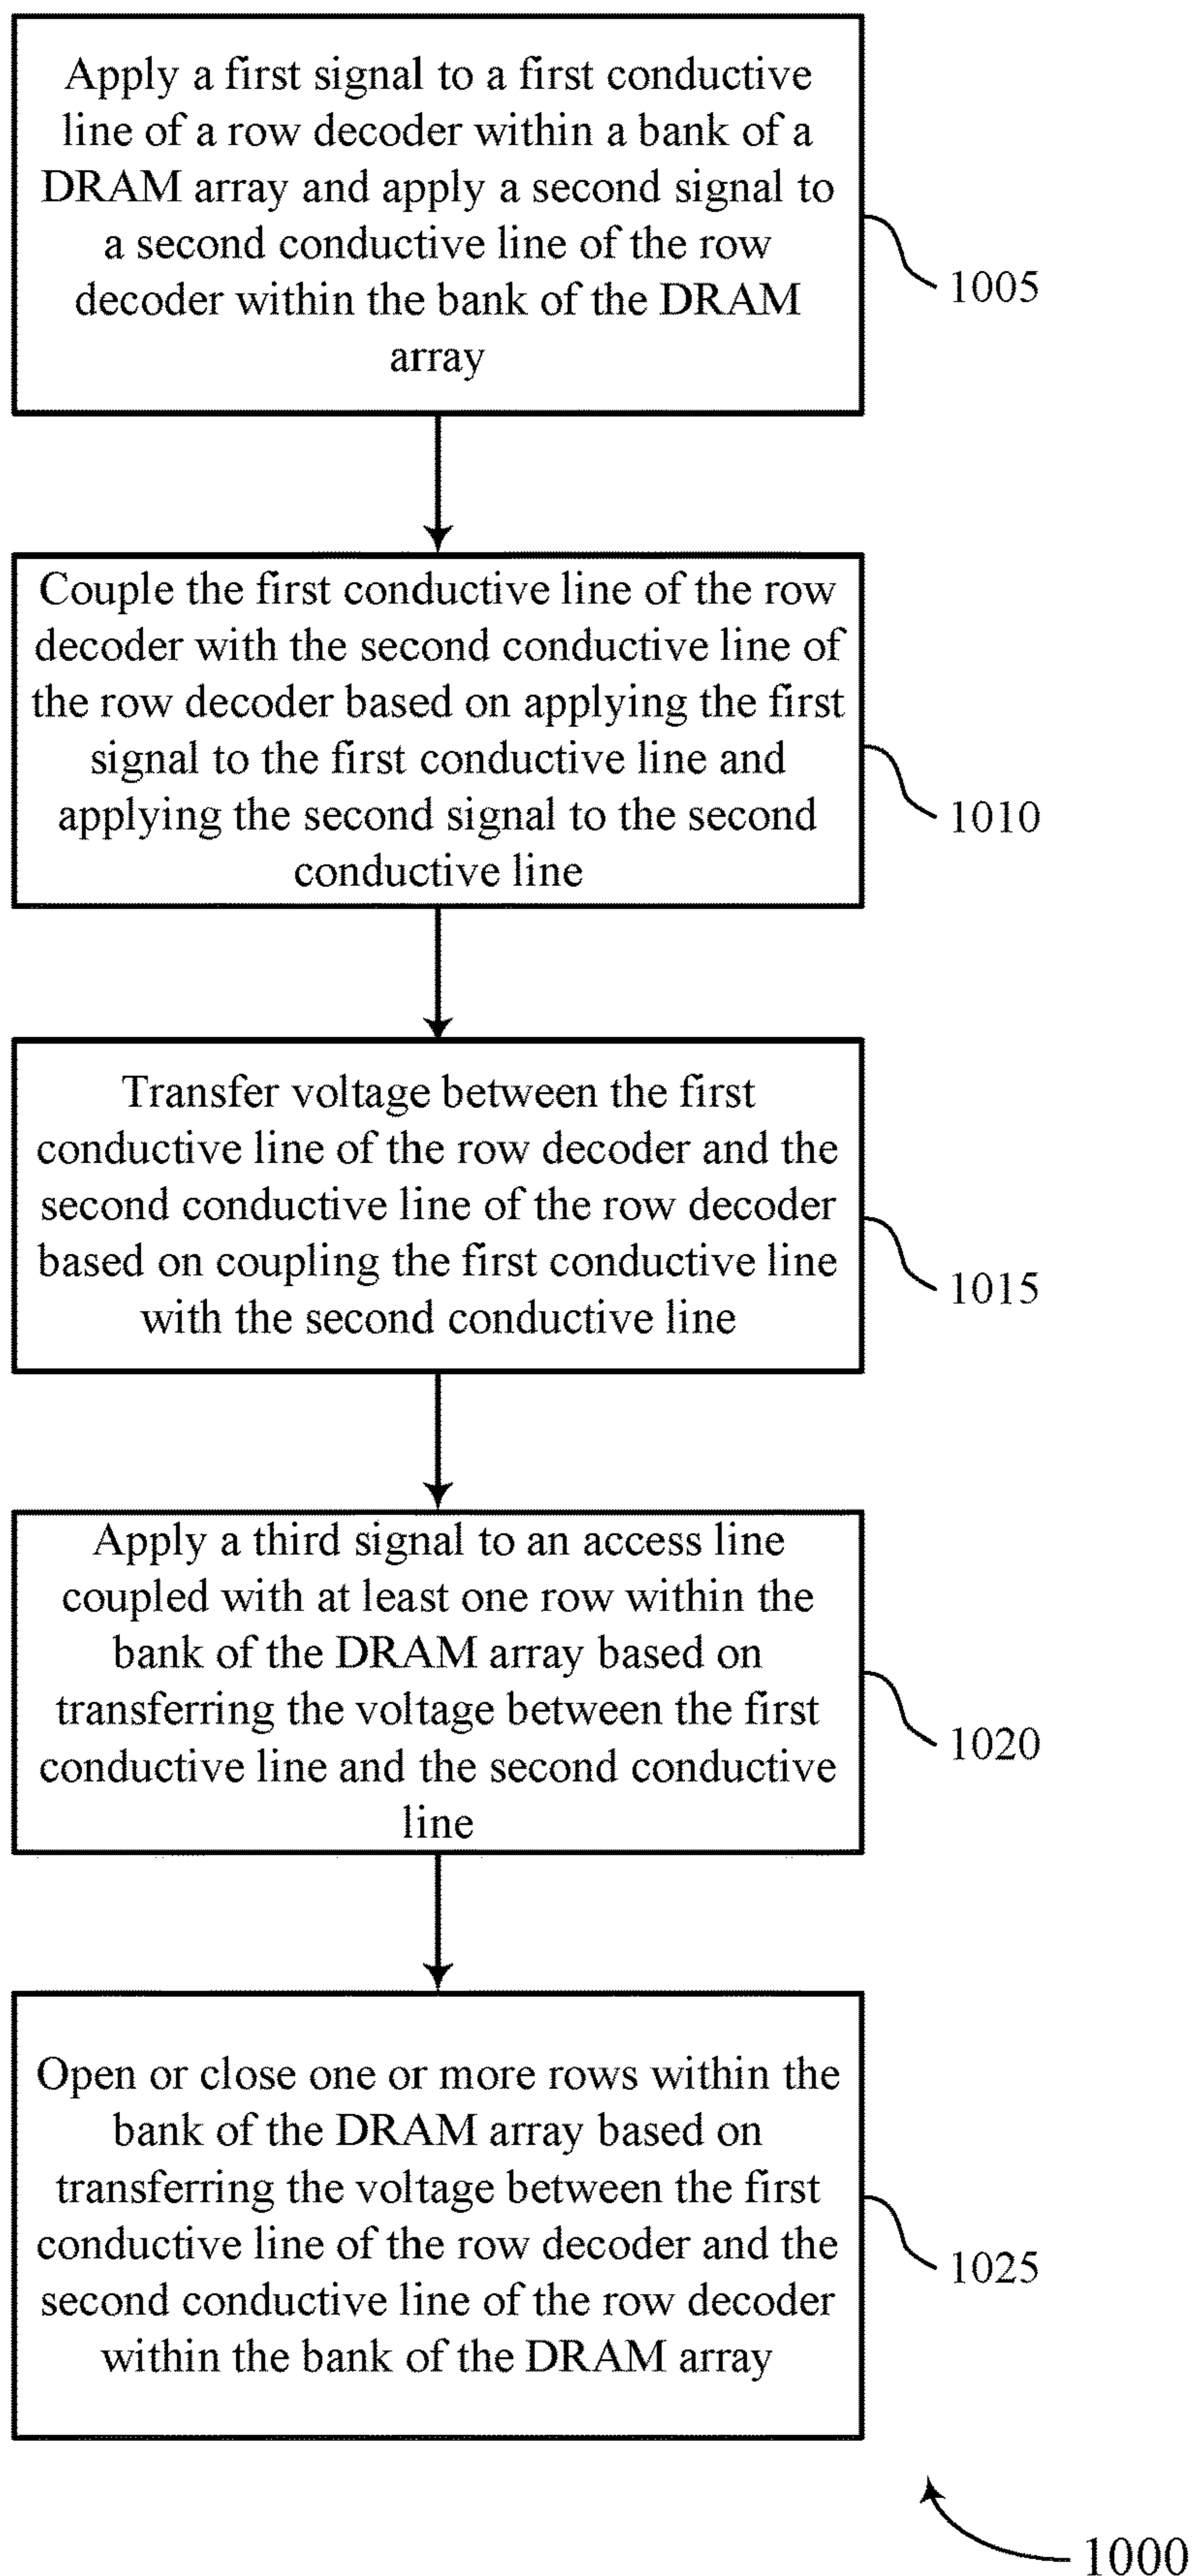 Apply a first signal to a first conductive
line of a row decoder within a bank of a
DRAM array and apply a second signal to
a second conductive line of the row
decoder within the bank of the DRAM
array
1005
Couple the first conductive line of the row
decoder with the second conductive line of
the row decoder based on applying the first
signal to the first conductive line and
applying the second signal to the second
conductive line
1010
Transfer voltage between the first
conductive line of the row decoder and the
second conductive line of the row decoder
based on coupling the first conductive line
with the second conductive line
1015
Apply a third signal to an access line
coupled with at least one row within the
bank of the DRAM array based on
transferring the voltage between the first
conductive line and the second conductive
line
1020
Open or close one or more rows within the
bank of the DRAM array based on
transferring the voltage between the first
conductive line of the row decoder and the
second conductive line of the row decoder
within the bank of the DRAM array
1025
1000